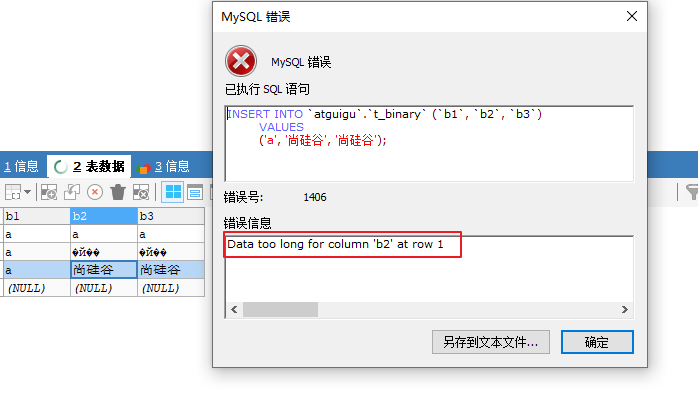 MySQL 错误
MySQL 错误
已执行 SQL 语句
INSERT INTO `atguigu`.`t_binary` (`b1`, `b2`, `b3`)
VALUES
('a', '尚硅谷', '尚硅谷');
错误号: 1406
错误信息
Data too long for column 'b2' at row 1
另存到文本文件... 确定
1 信息 2 表数据 3 信息
b1 b2 b3
a a a
a �й�� �й��
a 尚硅谷 尚硅谷
(NULL) (NULL) (NULL)